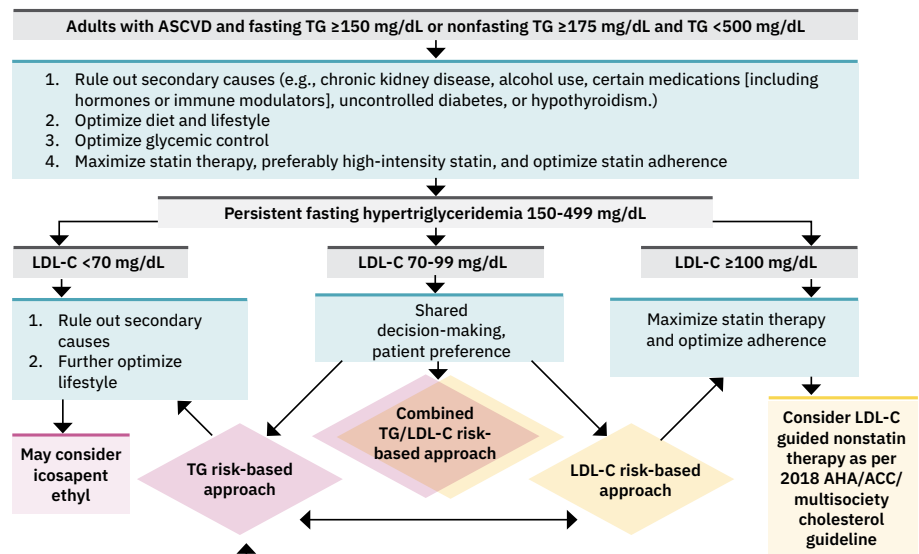 Adults with ASCVD and fasting TG ≥150 mg/dL or nonfasting TG ≥175 mg/dL and TG <500 mg/dL
1. Rule out secondary causes (e.g., chronic kidney disease, alcohol use, certain medications [including
hormones or immune modulators], uncontrolled diabetes, or hypothyroidism.)
2. Optimize diet and lifestyle
3. Optimize glycemic control
4. Maximize statin therapy, preferably high-intensity statin, and optimize statin adherence
Persistent fasting hypertriglyceridemia 150-499 mg/dL
LDL-C <70 mg/dL
LDL-C 70-99 mg/dL
LDL-C ≥100 mg/dL
1. Rule out secondary
causes
2. Further optimize
lifestyle
Shared
decision-making,
patient preference
Maximize statin therapy
and optimize adherence
May consider
icosapent
ethyl
TG risk-based
approach
Combined
TG/LDL-C risk-
based approach
LDL-C risk-based
approach
Consider LDL-C
guided nonstatin
therapy as per
2018 AHA/ACC/
multisociety
cholesterol
guideline